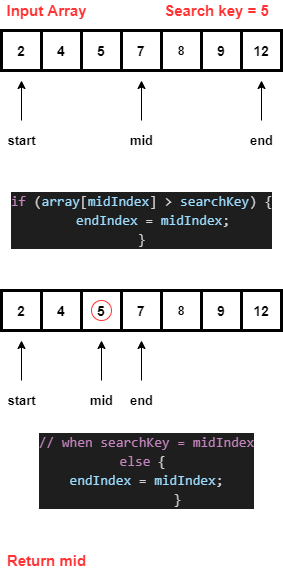 Input Array Search key = 5
2 4 5 7 8 9 12
start mid end
if (array[midIndex] > searchKey) {
endIndex = midIndex;
}
2 4 5 7 8 9 12
start mid end
// when searchKey = midIndex
else {
endIndex = midIndex;
}
Return mid